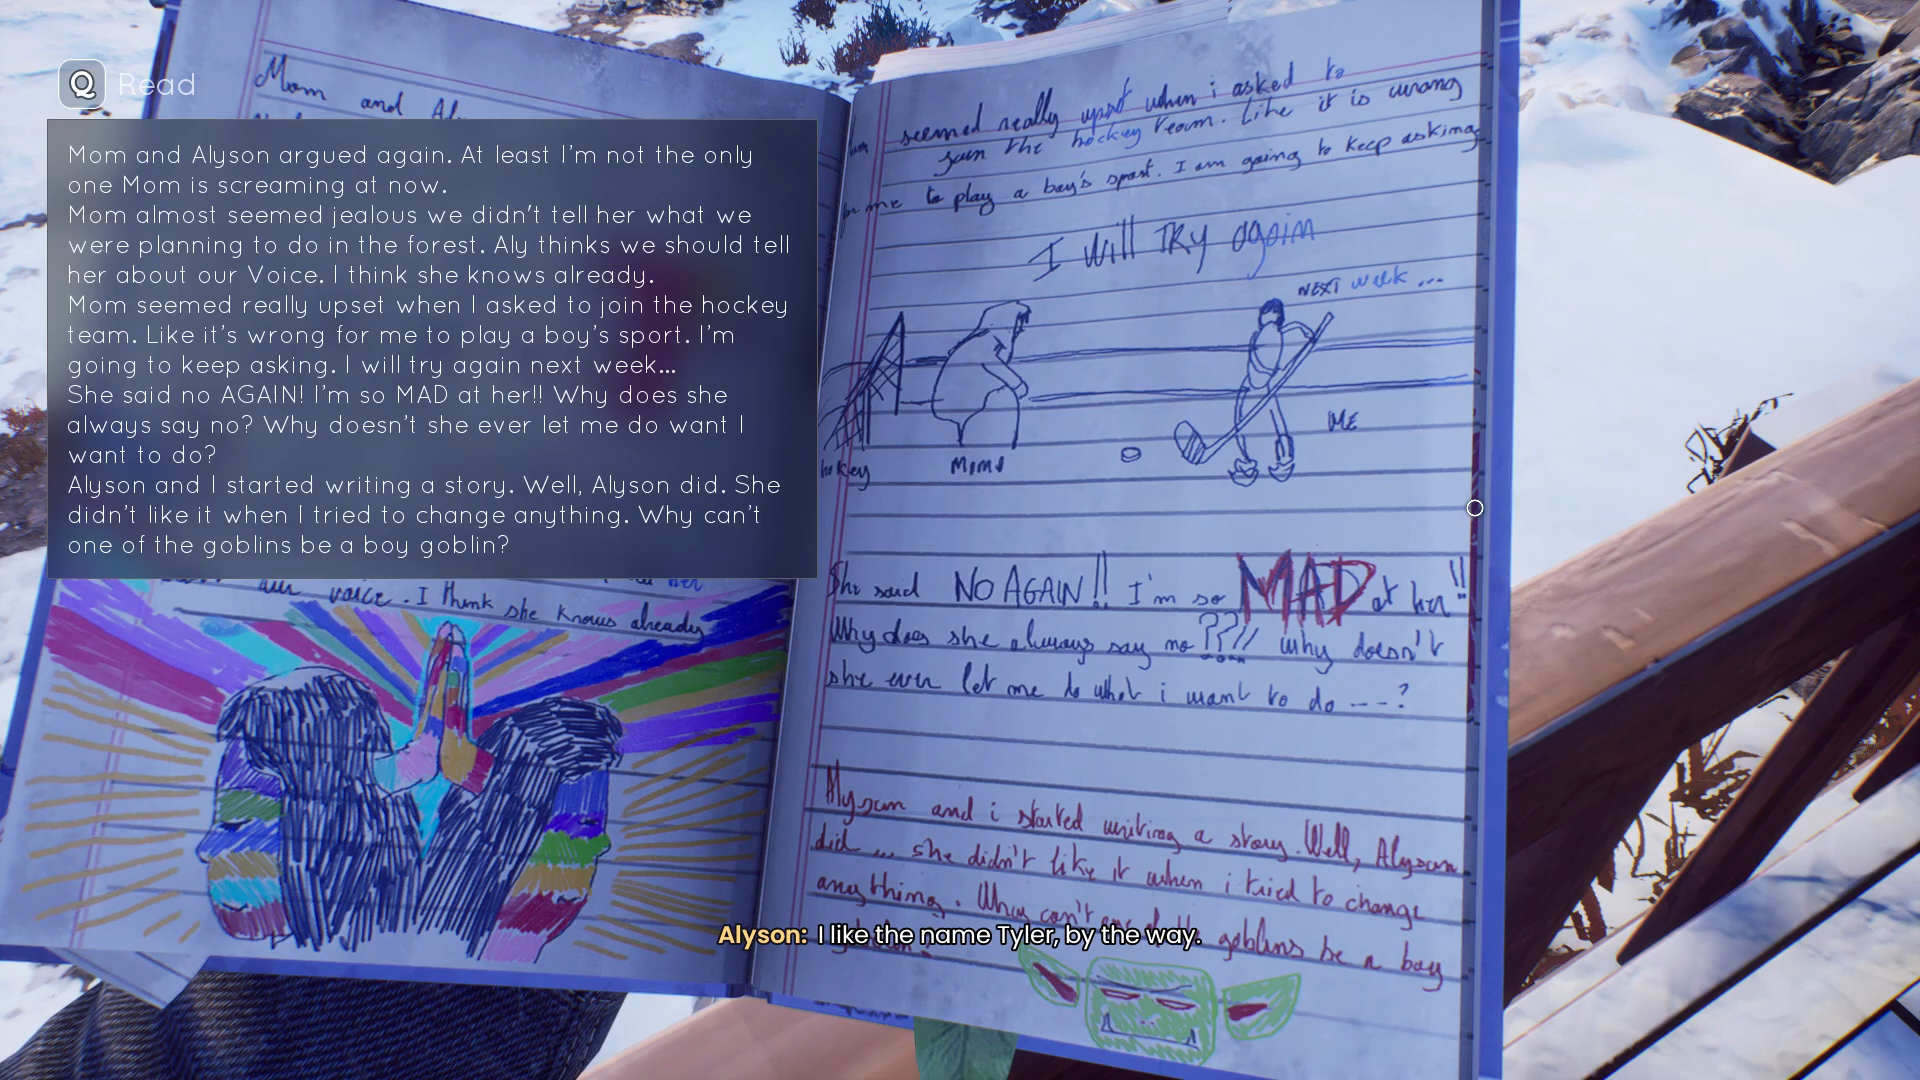 Q Read
Mom and Alyson argued again. At least I'm not the only
one Mom is screaming at now.
Mom almost seemed jealous we didn't tell her what we
were planning to do in the forest. Aly thinks we should tell
her about our Voice. I think she knows already.
Mom seemed really upset when I asked to join the hockey
team. Like it's wrong for me to play a boy's sport. I'm
going to keep asking. I will try again next week...
She said no AGAIN! I'm so MAD at her!! Why does she
always say no? Why doesn't she ever let me do want I
want to do?
Alyson and I started writing a story. Well, Alyson did. She
didn't like it when I tried to change anything. Why can't
one of the goblins be a boy goblin?
Mom and Al
our voice. I think she knows already
seemed really upset when i asked to
join the hockey team. Like it is wrong
for me to play a boy's sport. I am going to keep asking
I will TRY again
NEXT week ...
hockey
Mom
ME
She said NO AGAIN!! I'm so MAD at her!!
Why does she always say no ??!! Why doesn't
she ever let me do what i want to do ---?
Alyson and i started writing a story. Well, Alyson
did ... she didn't like it when i tried to change
anything. Why can't
goblins be a boy
Alyson: I like the name Tyler, by the way.